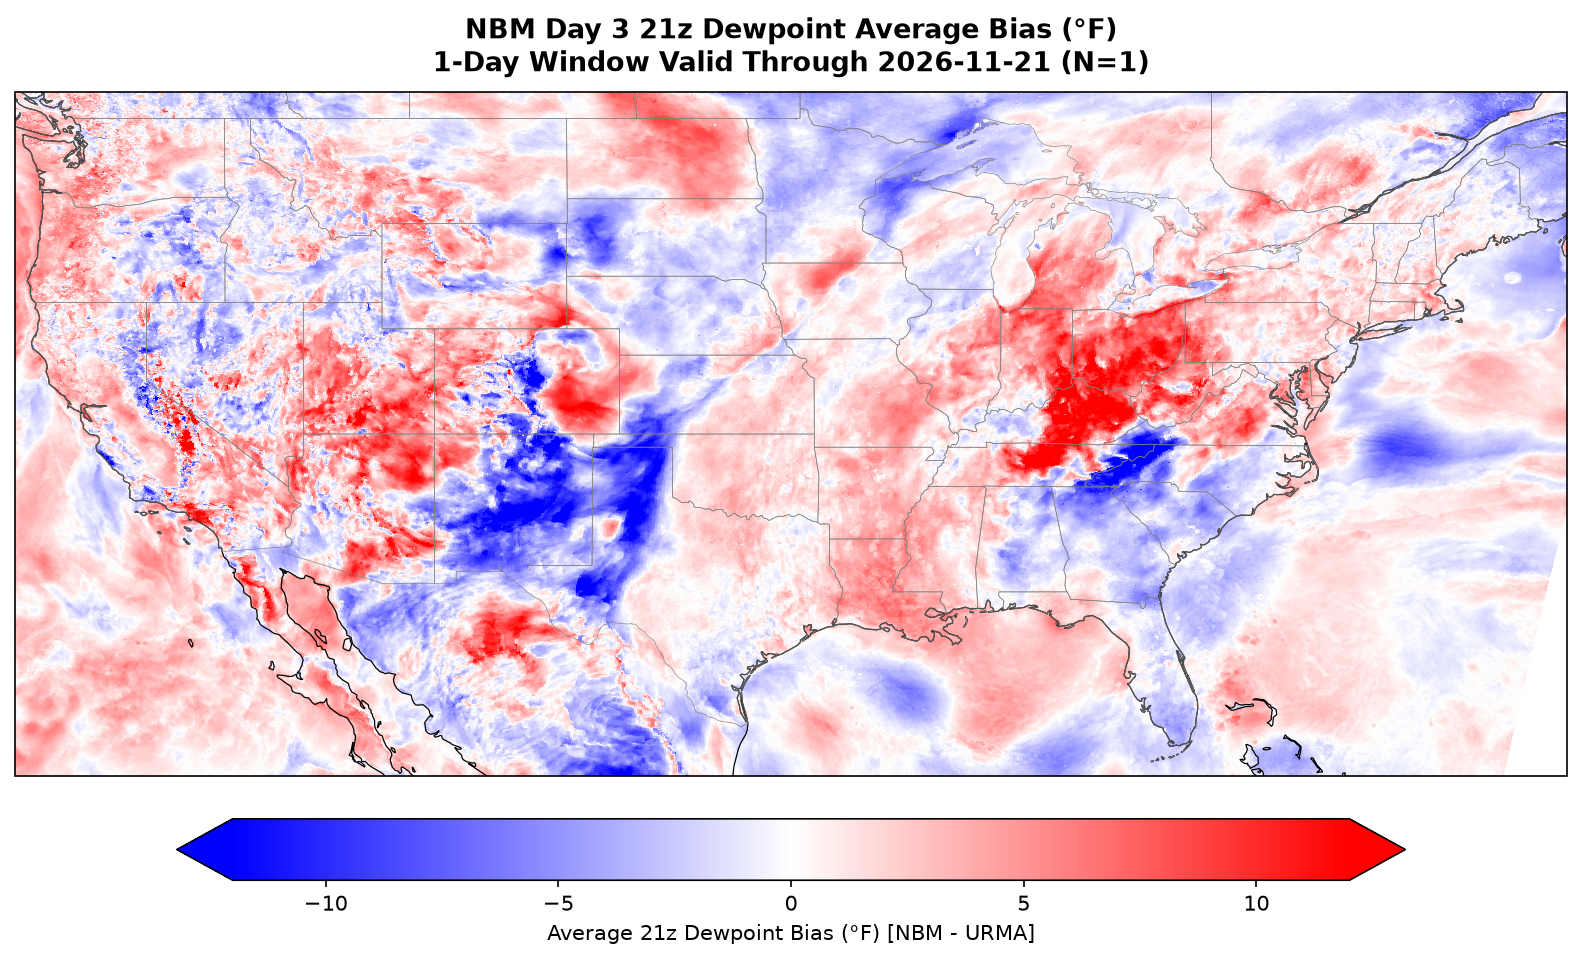 NBM Day 3 21z Dewpoint Average Bias (°F)
1-Day Window Valid Through 2026-11-21 (N=1)
−10
−5
0
5
10
Average 21z Dewpoint Bias (°F) [NBM - URMA]